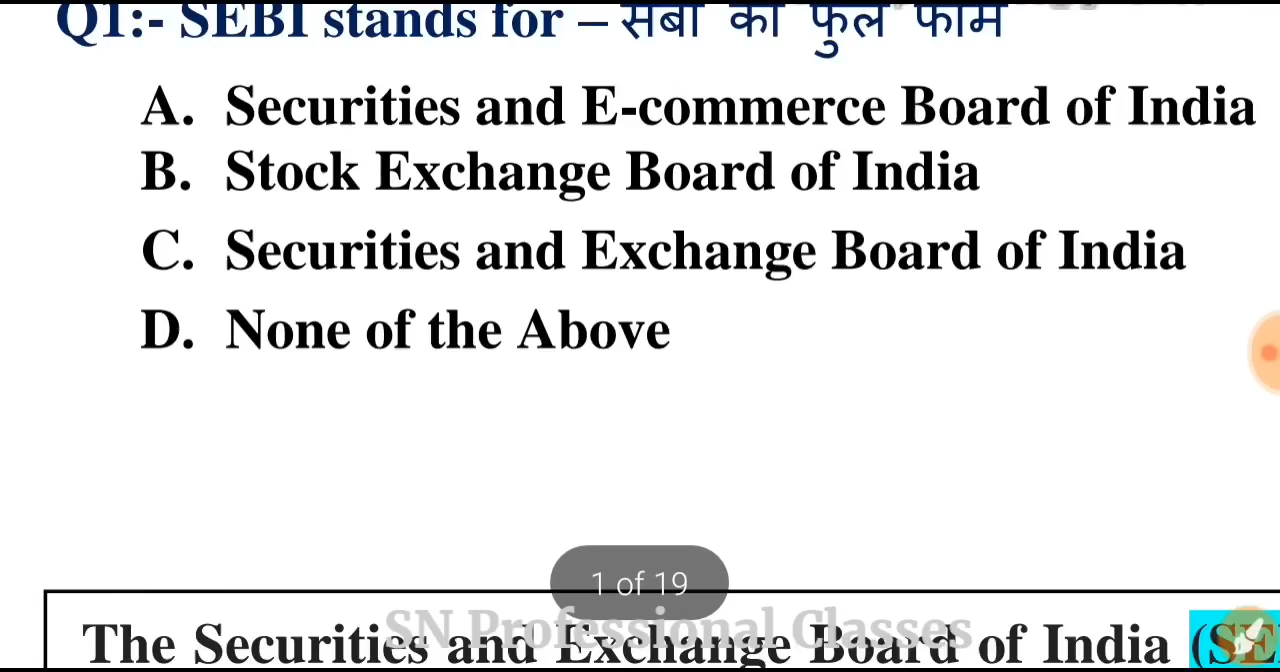 Q1:- SEBI stands for – सेबी की फुल फॉर्म
A. Securities and E-commerce Board of India
B. Stock Exchange Board of India
C. Securities and Exchange Board of India
D. None of the Above
1 of 19
SN Professional Classes
The Securities and Exchange Board of India (SE